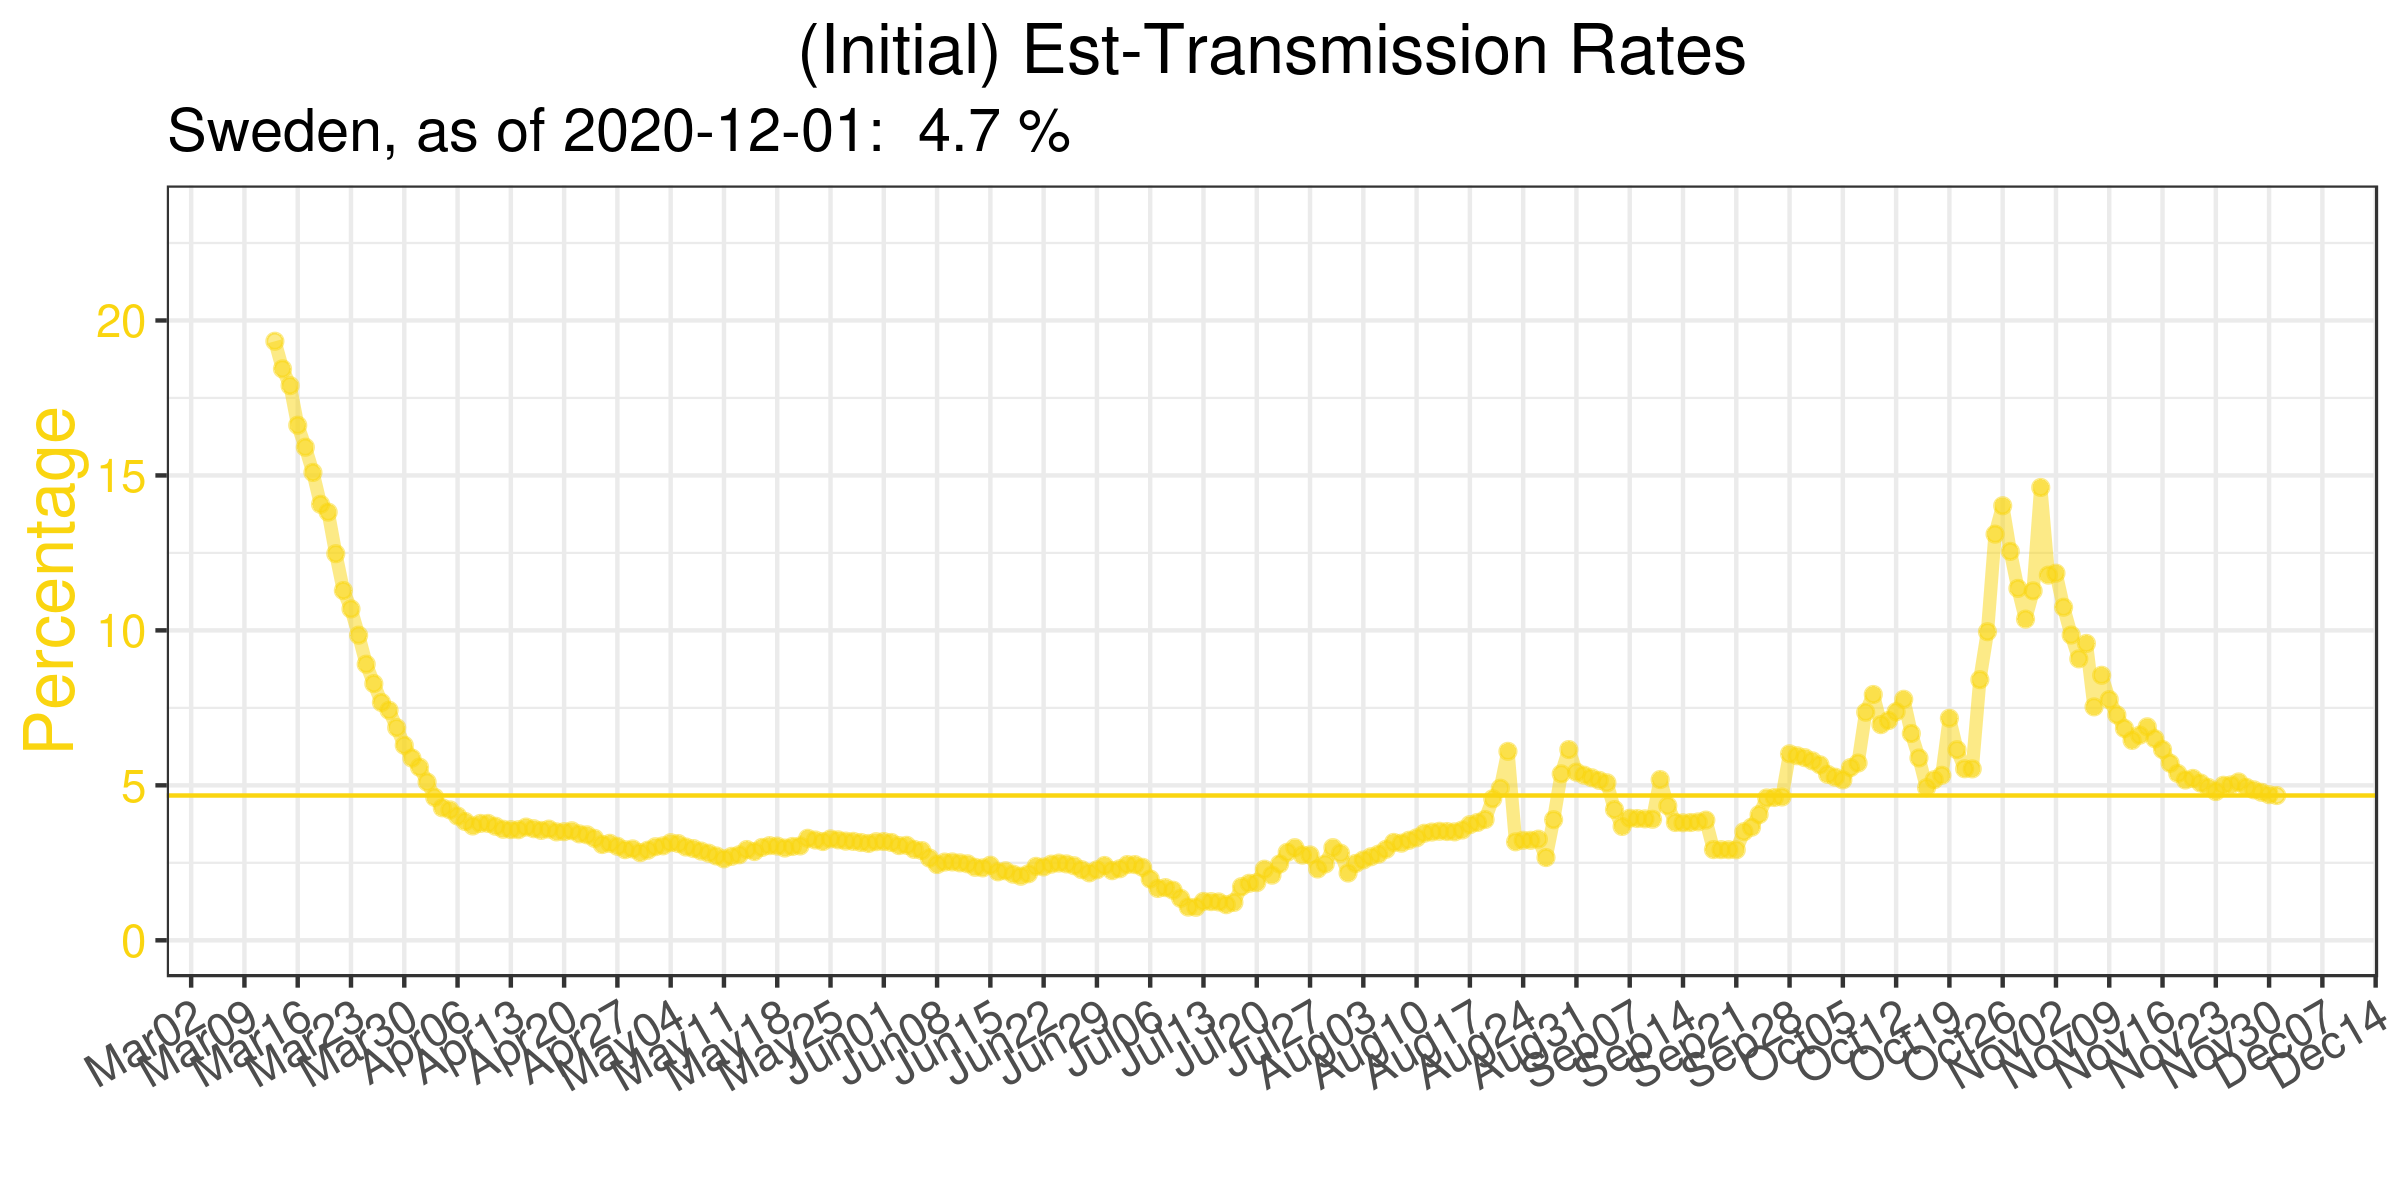 (Initial) Est-Transmission Rates
Sweden, as of 2020-12-01:  4.7 %
Percentage
20
15
10
5
0
Mar02
Mar09
Mar16
Mar23
Mar30
Apr06
Apr13
Apr20
Apr27
May04
May11
May18
May25
Jun01
Jun08
Jun15
Jun22
Jun29
Jul06
Jul13
Jul20
Jul27
Aug03
Aug10
Aug17
Aug24
Aug31
Sep07
Sep14
Sep21
Sep28
Oct05
Oct12
Oct19
Oct26
Nov02
Nov09
Nov16
Nov23
Nov30
Dec07
Dec14